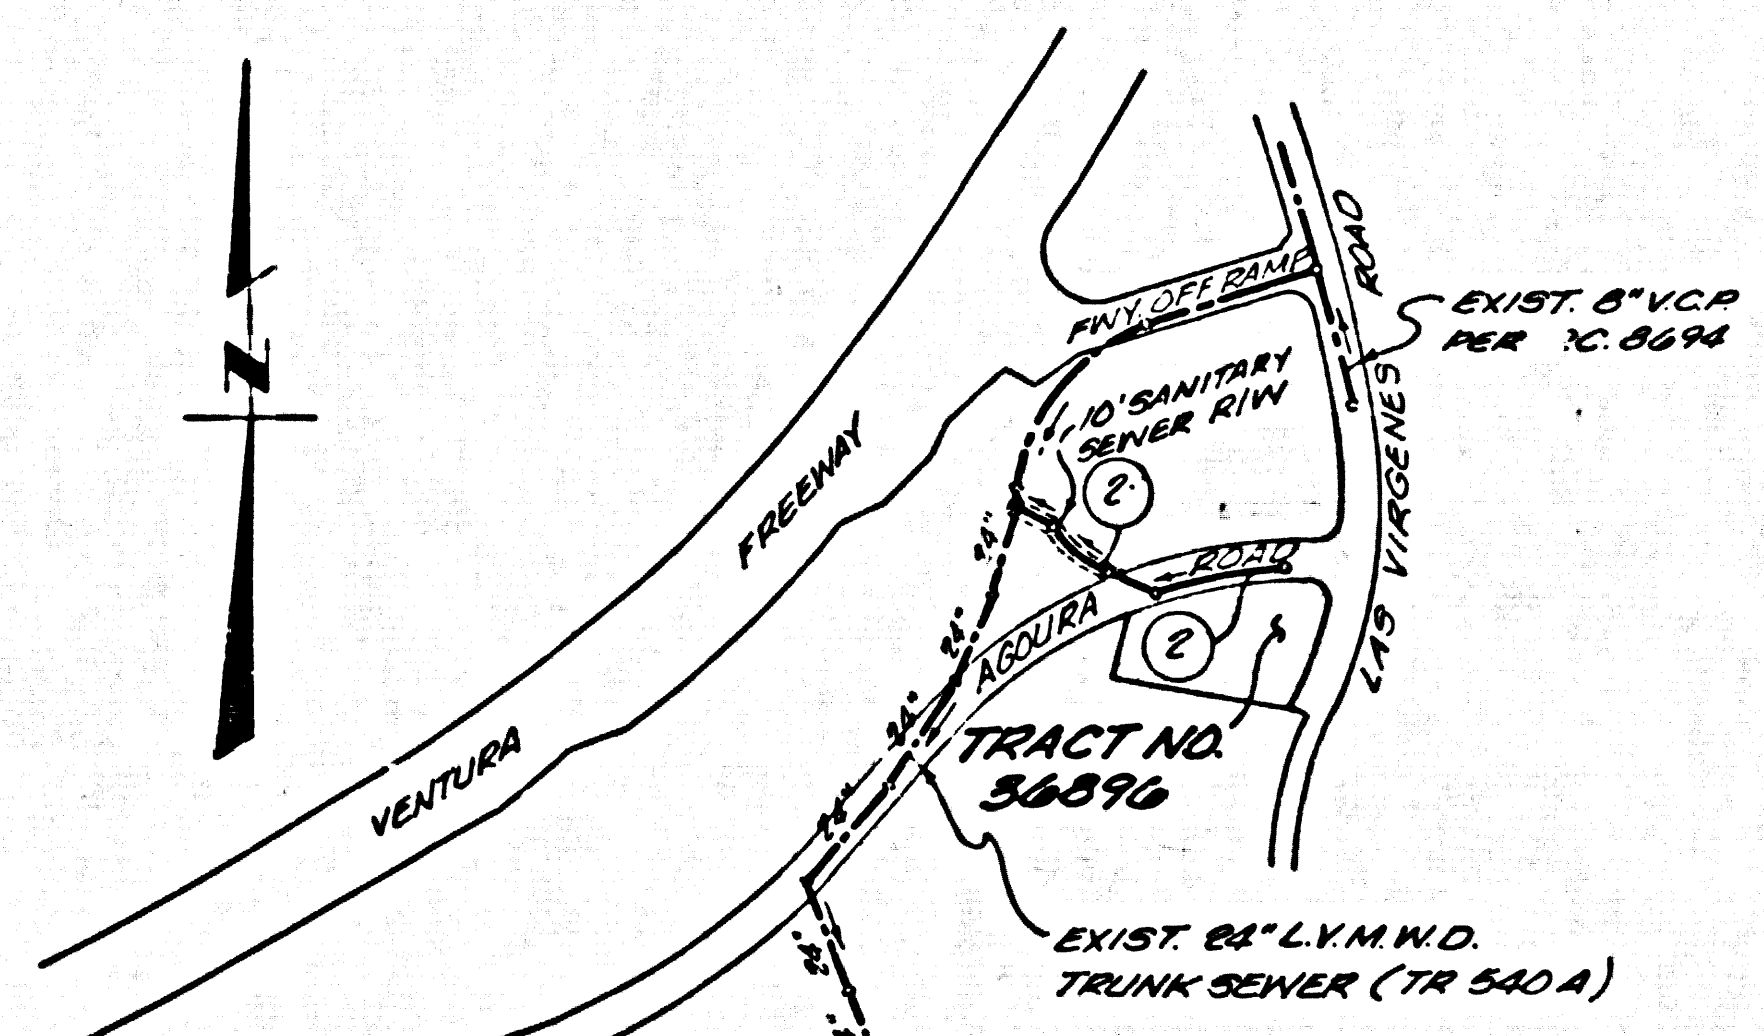 N
ROAD
FWY. OFF RAMP
EXIST. 8" V.C.P.
PER P.C. 8694
10' SANITARY
SEWER R/W
2
FREEWAY
LAS VIRGENES
24"
ROAD
24"
AGOURA
2
24"
TRACT NO.
36896
VENTURA
24"
EXIST. 24" L.V.M.W.D.
TRUNK SEWER (TR 540 A)
24"